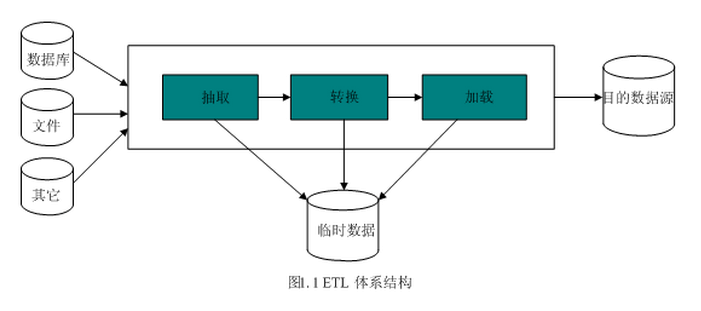 数据库
文件
其它
抽取
转换
加载
目的数据源
临时数据
图1.1 ETL 体系结构